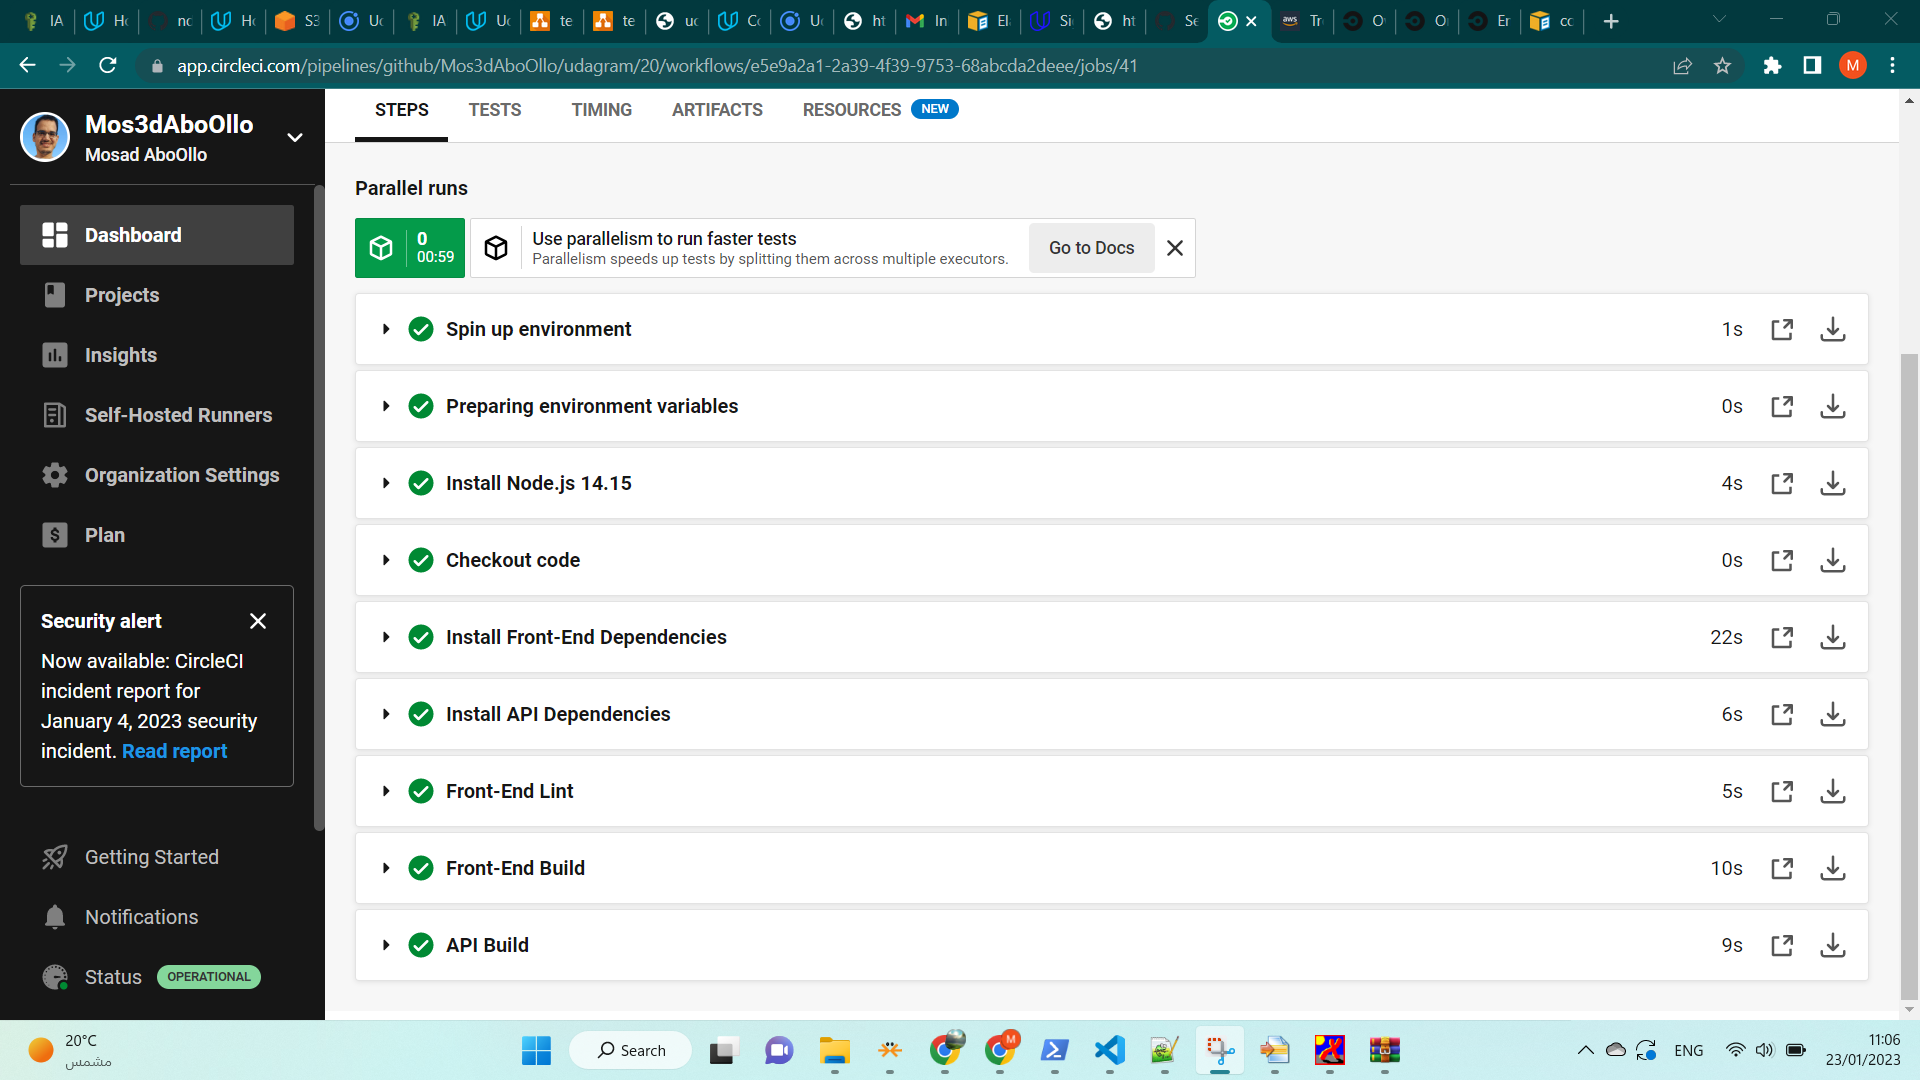 IA
Ho
nc
Ho
S3
Uc
IA
Uc
te
te
uc
Cc
U
ht
In
El
Si
ht
Se
Tr
O
O
Er
cc
app.circleci.com/pipelines/github/Mos3dAboOllo/udagram/20/workflows/e5e9a2a1-2a39-4f39-9753-68abcda2deee/jobs/41
M
Mos3dAboOllo
Mosad AboOllo
Dashboard
Projects
Insights
Self-Hosted Runners
Organization Settings
Plan
Security alert
Now available: CircleCI
incident report for
January 4, 2023 security
incident. Read report
Getting Started
Notifications
Status OPERATIONAL
STEPS TESTS TIMING ARTIFACTS RESOURCES NEW
Parallel runs
0
00:59
Use parallelism to run faster tests
Parallelism speeds up tests by splitting them across multiple executors.
Go to Docs
Spin up environment 1s
Preparing environment variables 0s
Install Node.js 14.15 4s
Checkout code 0s
Install Front-End Dependencies 22s
Install API Dependencies 6s
Front-End Lint 5s
Front-End Build 10s
API Build 9s
20°C
مشمس
Search
M
ENG
11:06
23/01/2023